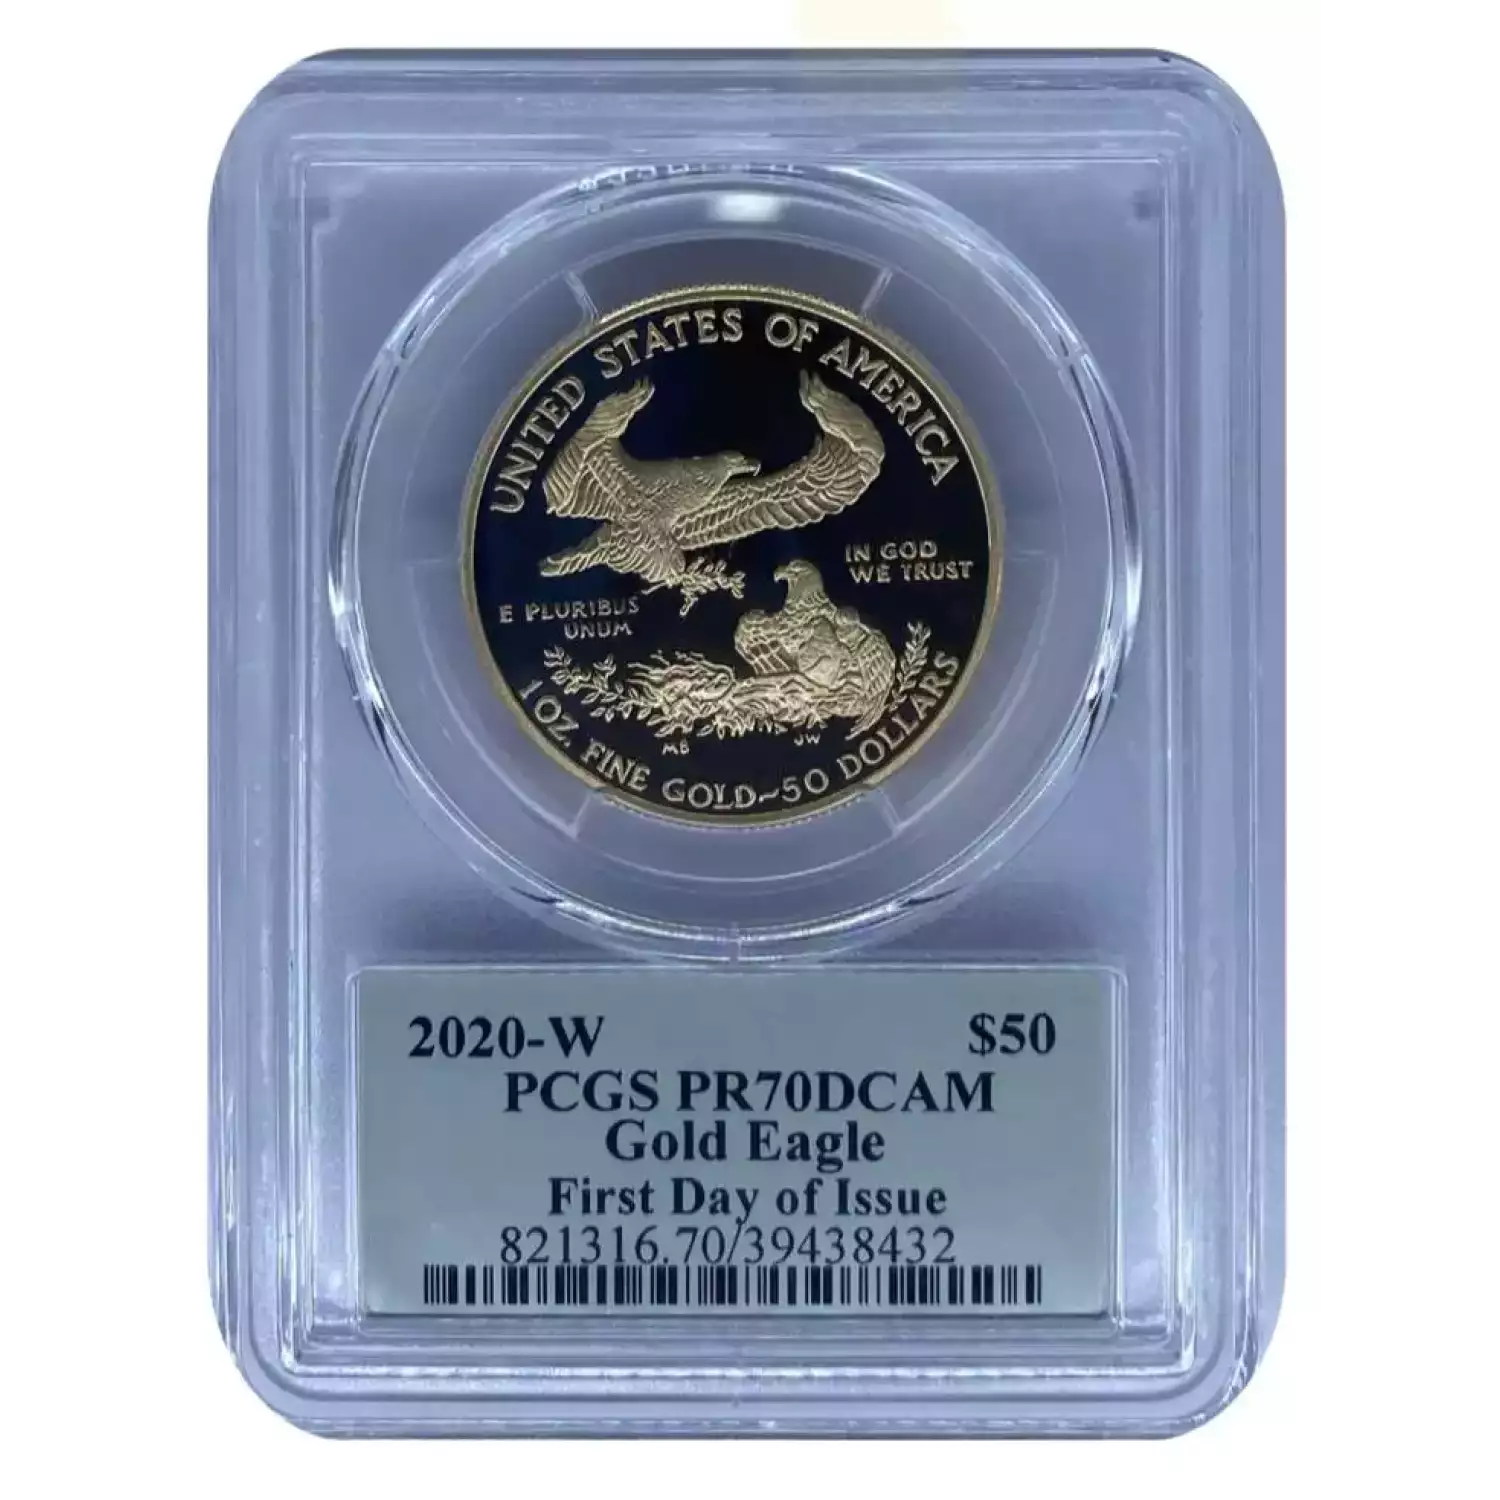 UNITED STATES OF AMERICA
IN GOD
WE TRUST
E PLURIBUS
UNUM
MB JW
1 OZ. FINE GOLD~50 DOLLARS
2020-W $50
PCGS PR70DCAM
Gold Eagle
First Day of Issue
821316.70/39438432